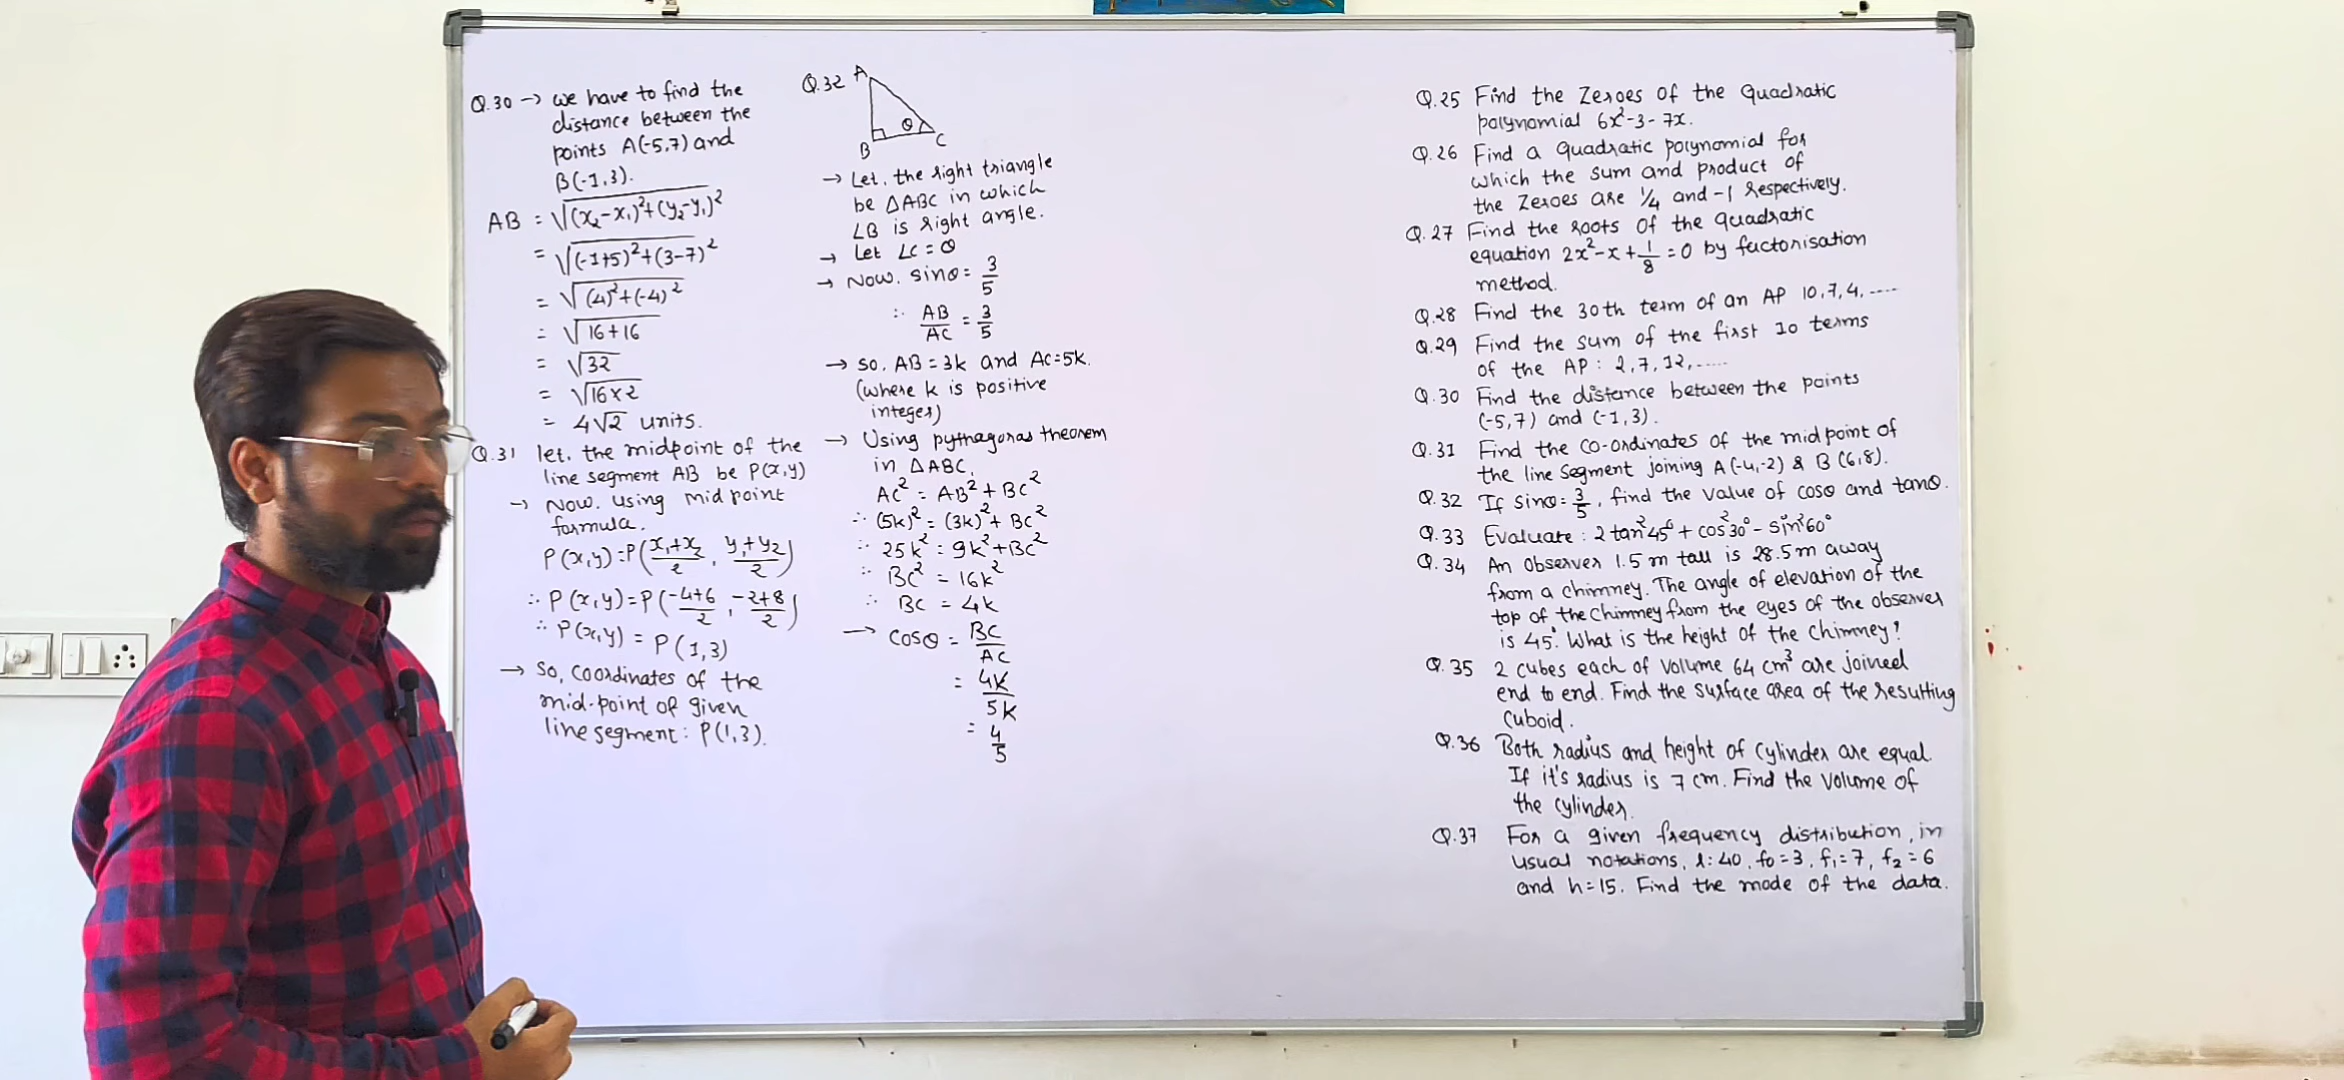 Q.30 → We have to find the
distance between the
points A(-5,7) and
B(-1,3).
AB = √(x₂-x₁)²+(y₂-y₁)²
= √(-1+5)²+(3-7)²
= √(4)²+(-4)²
= √16+16
= √32
= √16×2
= 4√2 units.
Q.31 let. the midpoint of the
line segment AB be P(x,y)
→ Now. using mid point
formula.
P(x,y)=P(x₁+x₂/2 , y₁+y₂/2)
∴ P(x,y)=P(-4+6/2 , -2+8/2)
∴ P(x,y) = P(1,3)
→ So, coordinates of the
mid-point of given
line segment: P(1,3).
Q.32 A
θ
B C
→ Let. the right triangle
be △ABC in which
∠B is right angle.
→ Let ∠C=θ
→ Now. sinθ= 3/5
∴ AB/AC = 3/5
→ So, AB=3k and AC=5k.
(where k is positive
integer)
→ Using pythagoras theorem
in △ABC,
AC² = AB² + BC²
∴ (5k)² = (3k)² + BC²
∴ 25k² = 9k²+BC²
∴ BC² = 16k²
∴ BC = 4k
→ cosθ = BC/AC
= 4k/5k
= 4/5
Q.25 Find the Zeroes of the Quadratic
polynomial 6x²-3-7x.
Q.26 Find a Quadratic polynomial for
which the sum and product of
the Zeroes are 1/4 and -1 respectively.
Q.27 Find the roots of the quadratic
equation 2x²-x+1/8=0 by factorisation
method.
Q.28 Find the 30th term of an AP 10,7,4,....
Q.29 Find the sum of the first 10 terms
of the AP: 2,7,12,.....
Q.30 Find the distance between the points
(-5,7) and (-1,3).
Q.31 Find the co-ordinates of the mid point of
the line segment joining A(-4,-2) & B(6,8).
Q.32 If sinθ=3/5, find the value of cosθ and tanθ.
Q.33 Evaluate: 2tan²45°+cos²30°-sin²60°
Q.34 An observer 1.5 m tall is 28.5 m away
from a chimney. The angle of elevation of the
top of the Chimney from the eyes of the observer
is 45°. What is the height of the Chimney?
Q.35 2 cubes each of volume 64 cm³ are joined
end to end. Find the surface area of the resulting
cuboid.
Q.36 Both radius and height of cylinder are equal.
If it's radius is 7 cm. Find the volume of
the cylinder.
Q.37 For a given frequency distribution, in
usual notations, l=40, f₀=3, f₁=7, f₂=6
and h=15. Find the mode of the data.